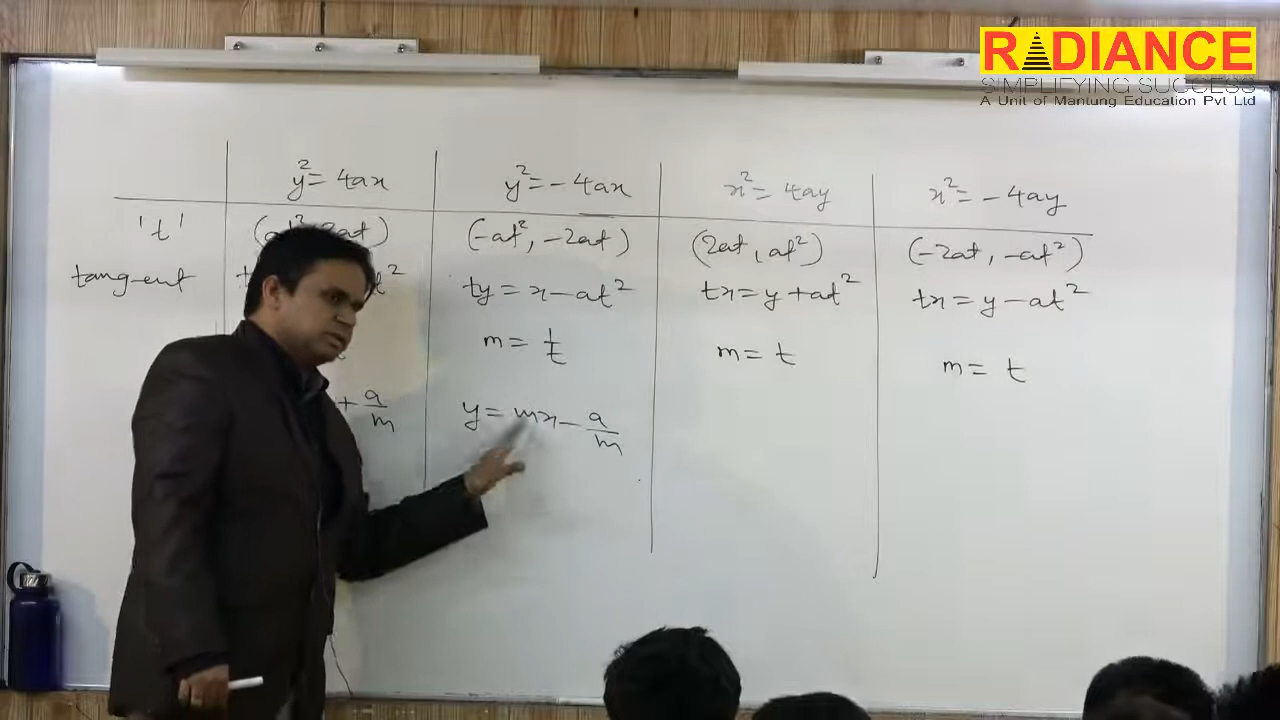 RADIANCE
SIMPLIFYING SUCCESS
A Unit of Mantung Education Pvt Ltd
y² = 4ax
y² = - 4ax
x² = 4ay
x² = - 4ay
't'
(-at², -2at)
(2at, at²)
(-2at, -at²)
tangent
ty = x - at²
tx = y + at²
tx = y - at²
m = 1/t
m = t
m = t
+ a/m
y = mx - a/m